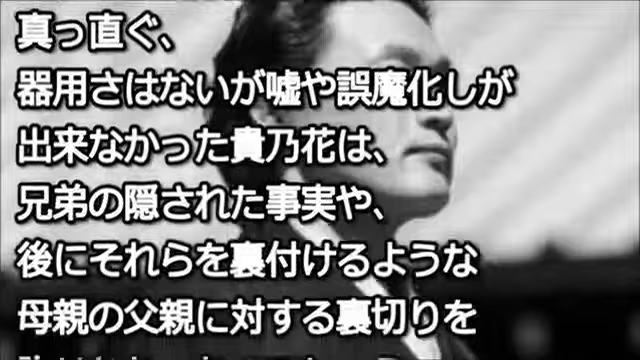 真っ直ぐ、
器用さはないが嘘や誤魔化しが
出来なかった貴乃花は、
兄弟の隠された事実や、
後にそれらを裏付けるような
母親の父親に対する裏切りを